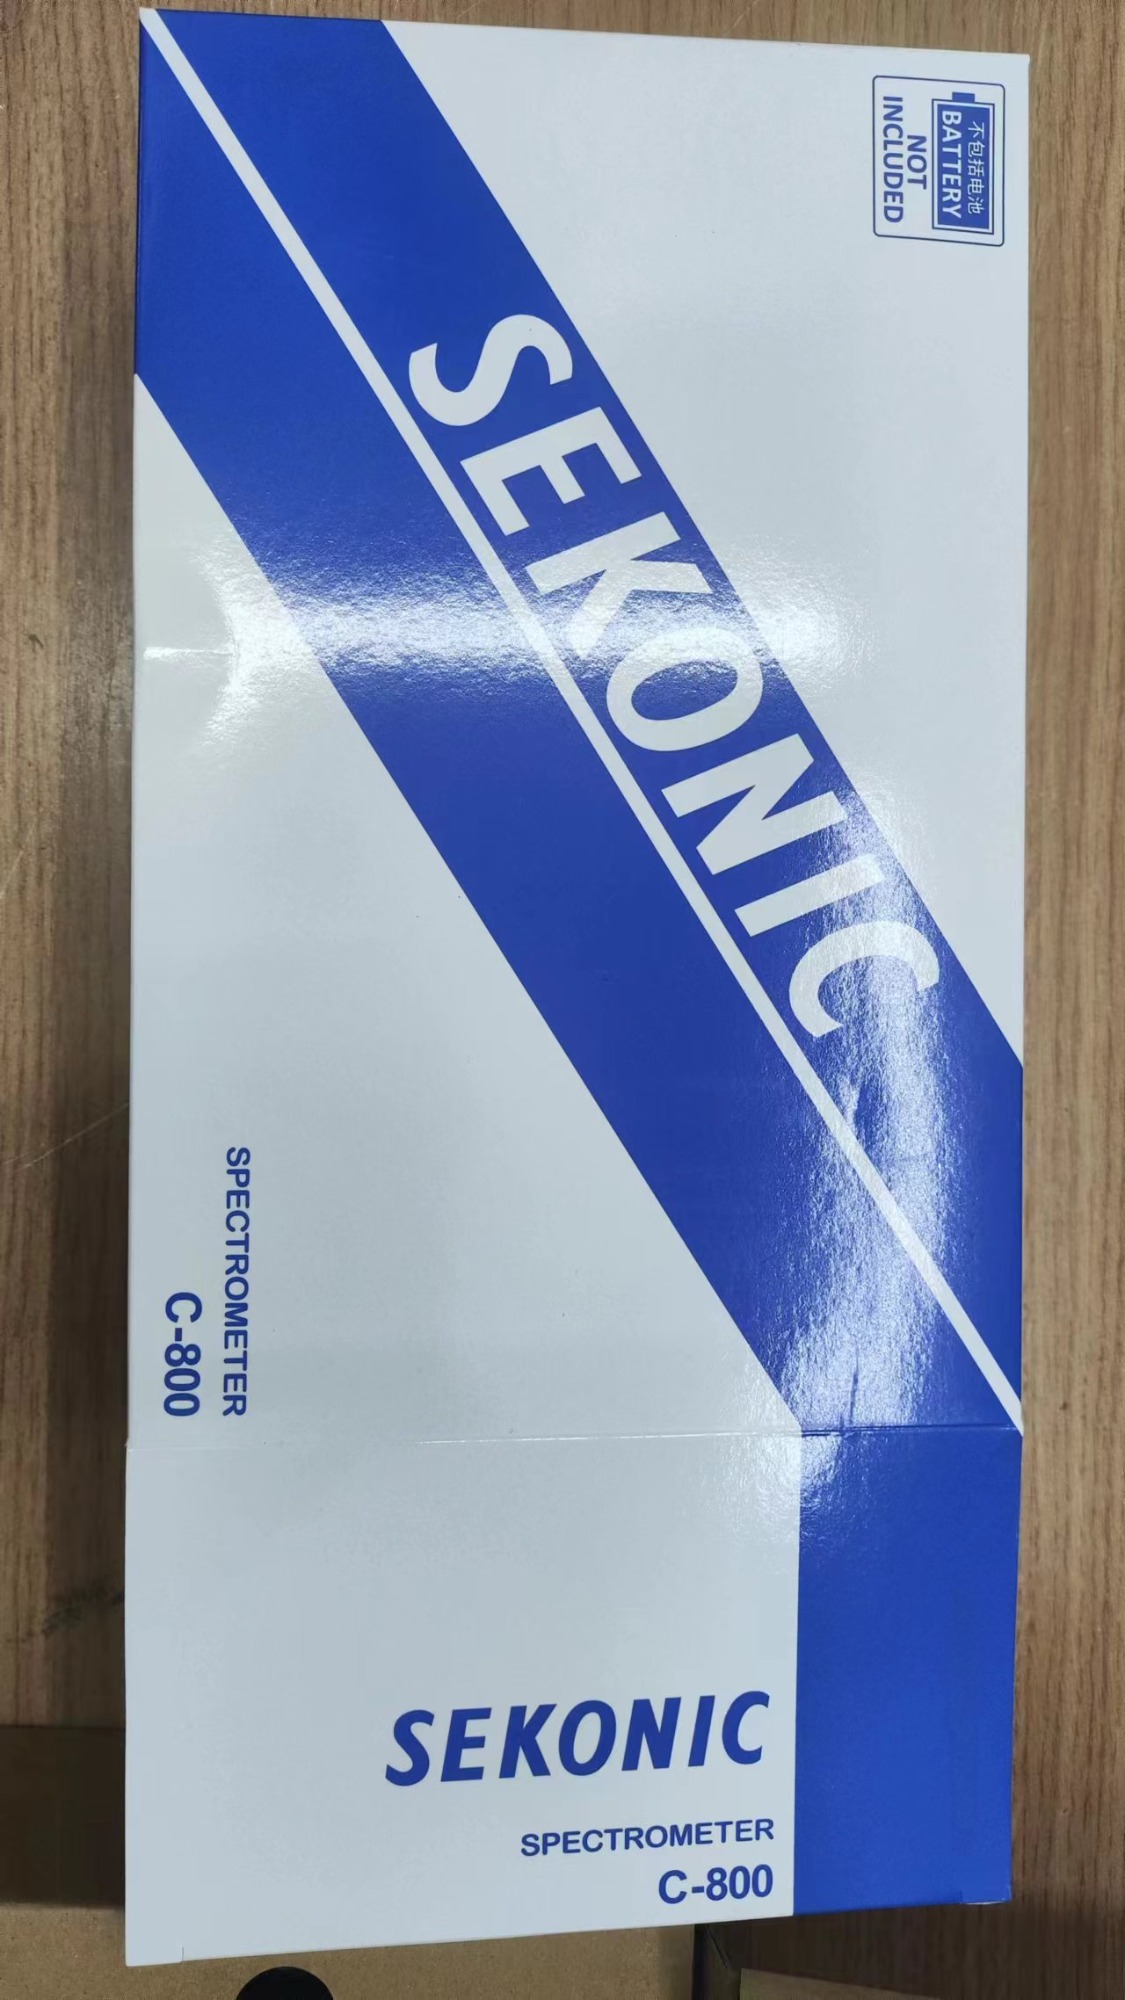 不包括电池
BATTERY
NOT
INCLUDED
SEKONIC
SPECTROMETER
C-800
SEKONIC
SPECTROMETER
C-800